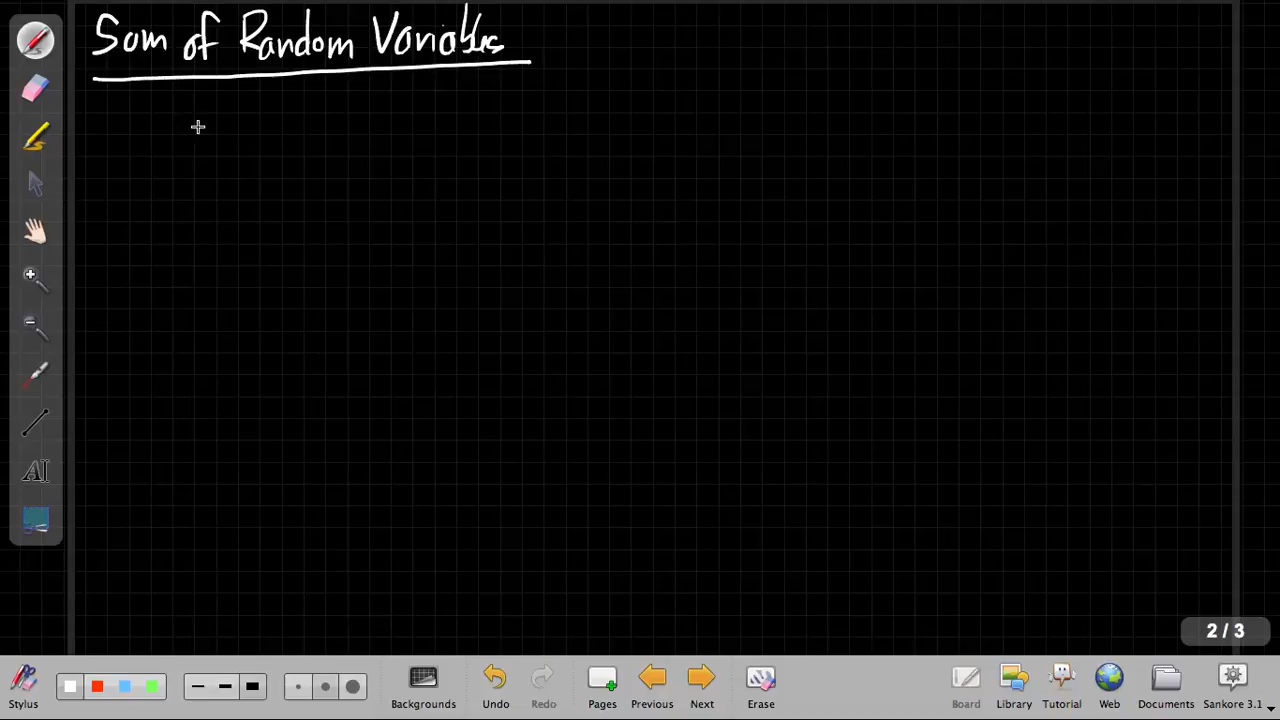 Sum of Random Variables
AI
2 / 3
Stylus
Backgrounds
Undo
Redo
Pages
Previous
Next
Erase
Board
Library
Tutorial
Web
Documents
Sankore 3.1